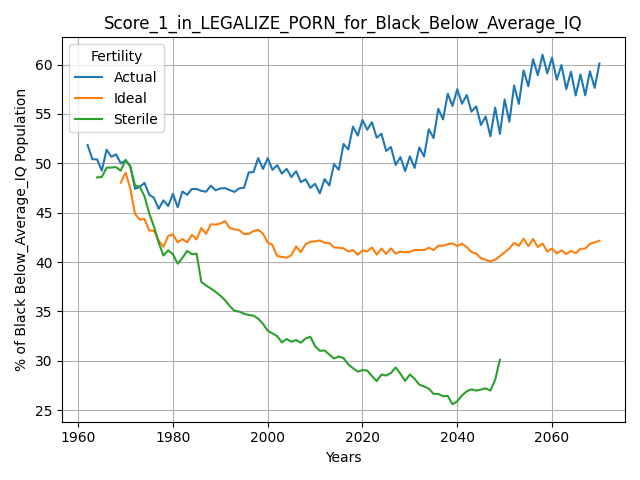 Score_1_in_LEGALIZE_PORN_for_Black_Below_Average_IQ
% of Black Below_Average_IQ Population
60
55
50
45
40
35
30
25
Fertility
Actual
Ideal
Sterile
1960 1980 2000 2020 2040 2060
Years